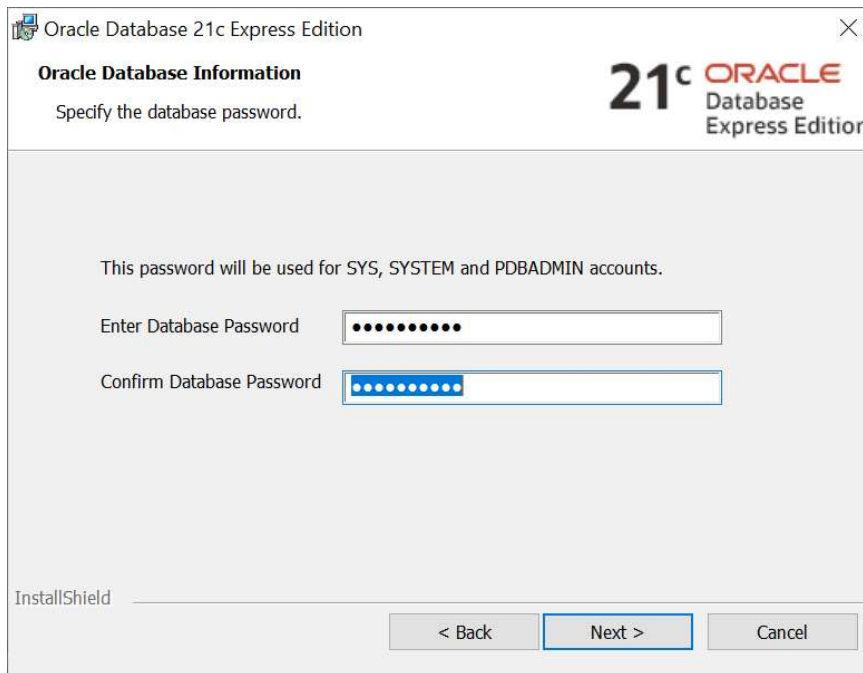 Oracle Database 21c Express Edition
Oracle Database Information
Specify the database password.
21c ORACLE
Database
Express Edition
This password will be used for SYS, SYSTEM and PDBADMIN accounts.
Enter Database Password ••••••••••
Confirm Database Password ••••••••••
InstallShield
< Back Next > Cancel